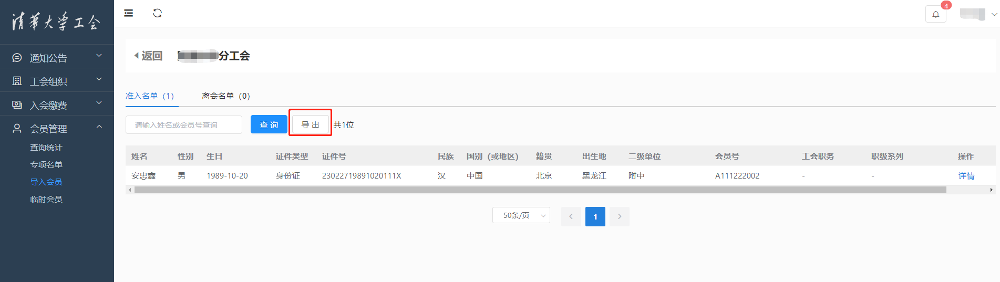 清華大学工会
4
通知公告
工会组织
入会缴费
会员管理
查询统计
专项名单
导入会员
临时会员
返回 分工会
准入名单（1） 离会名单（0）
请输入姓名或会员号查询 查 询 导 出 共1位
姓名 性别 生日 证件类型 证件号 民族 国别（或地区） 籍贯 出生地 二级单位 会员号 工会职务 职级系列 操作
安忠鑫 男 1989-10-20 身份证 23022719891020111X 汉 中国 北京 黑龙江 附中 A111222002 - - 详情
50条/页 1